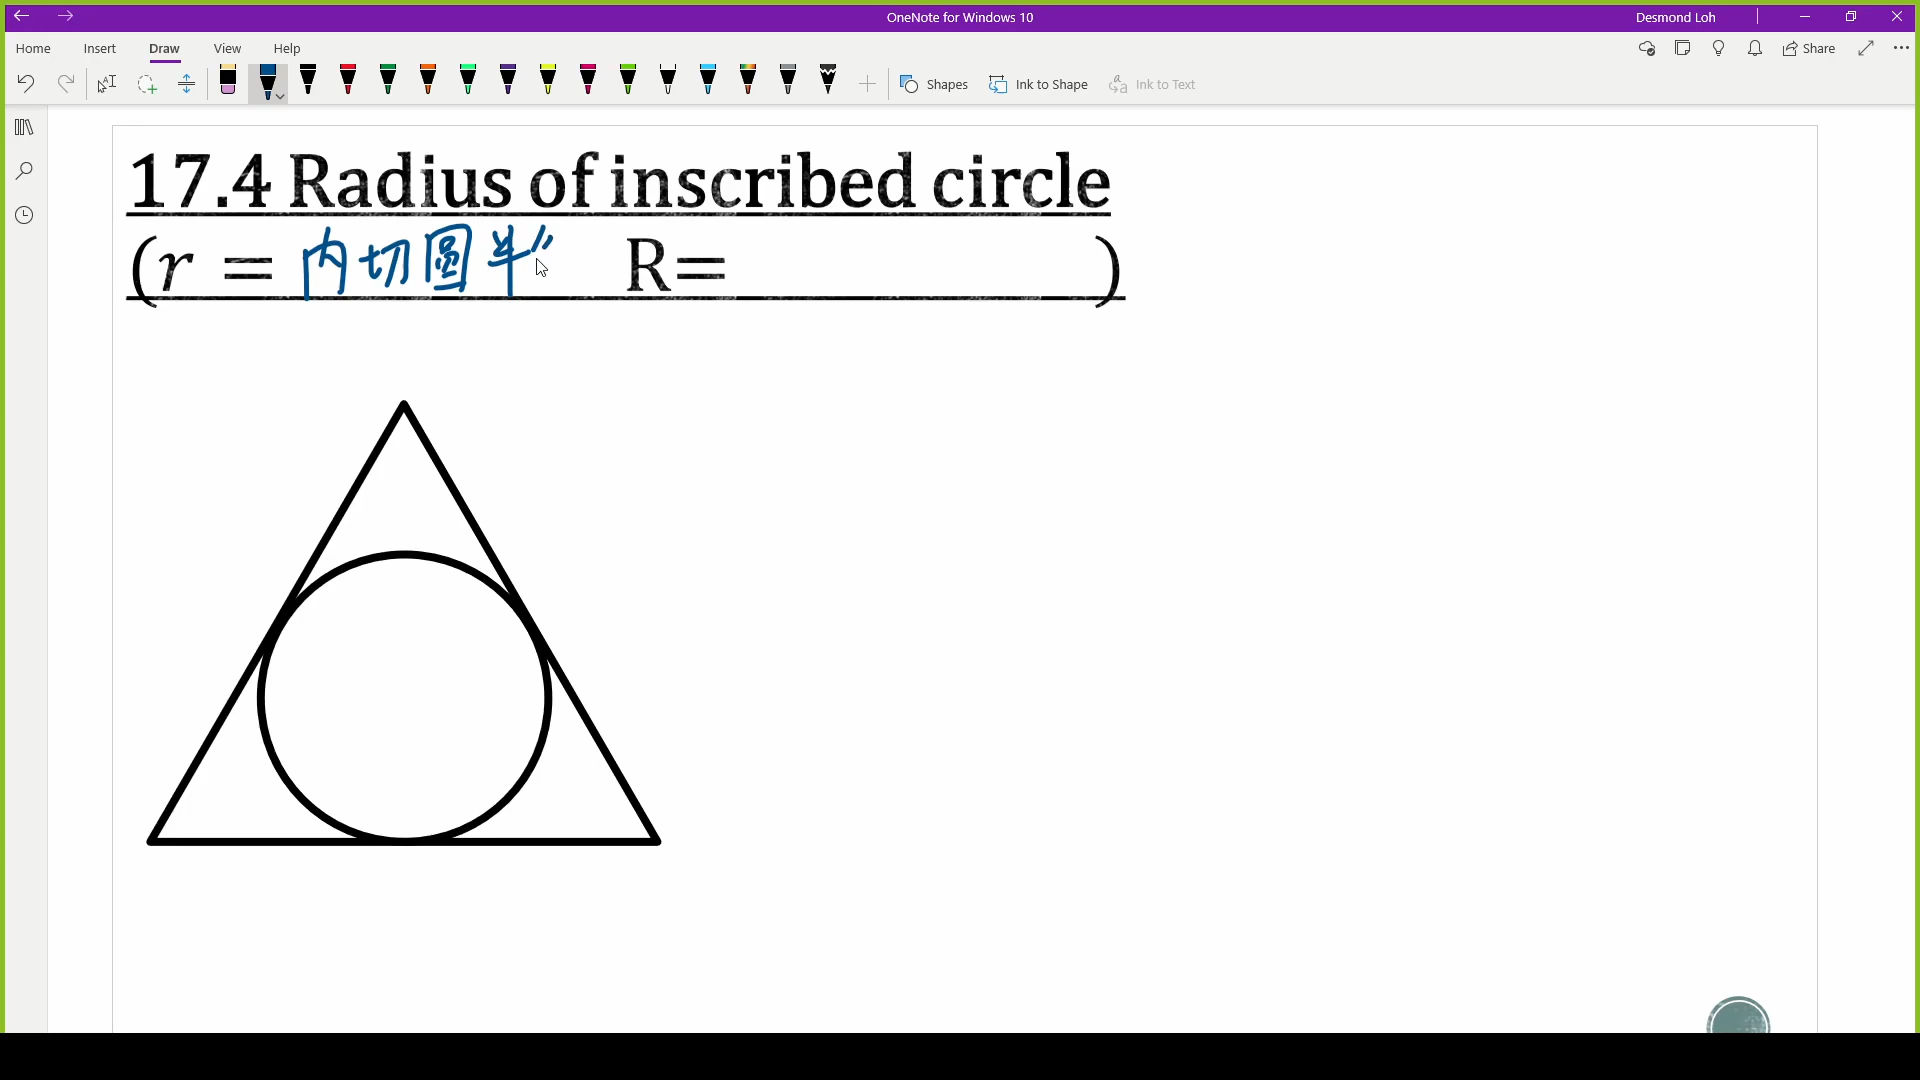 OneNote for Windows 10
Desmond Loh
Home Insert Draw View Help
Share
Shapes Ink to Shape Ink to Text
17.4 Radius of inscribed circle
(r = 内切圆半 R= )